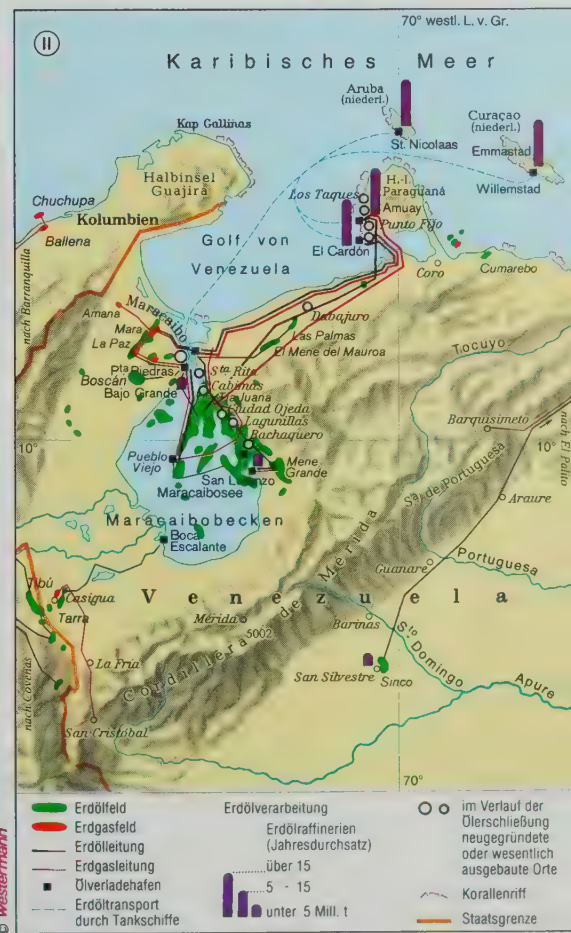 II
70° westl. L. v. Gr.
Karibisches Meer
Aruba
(niederl.)
St. Nicolaas
Curaçao
(niederl.)
Emmastad
Willemstad
Kap Gallinas
Halbinsel
Guajira
Chuchupa
Kolumbien
Ballena
nach Barranquilla
Golf von
Venezuela
Los Taques
H.-I.
Paraguaná
Amuay
Punto Fijo
El Cardón
Coro
Cumarebo
Amana
Mara
Maracaibo
La Paz
Dabajuro
Las Palmas
El Mene del Mauroa
Pta Piedras
Boscán
Bajo Grande
Sta Rita
Cabimas
Tía Juana
Ciudad Ojeda
Lagunillas
Bachaquero
Tocuyo
Barquisimeto
10°
10°
nach El Palito
Pueblo
Viejo
San Lorenzo
Mene
Grande
Maracaibosee
Maracaibobecken
Boca
Escalante
Sa. de Portuguesa
Araure
Guanare
Portuguesa
Tibú
Casigua
Tarra
Venezuela
Mérida
5002
Cordillera de Merida
Barinas
Sto Domingo
Apure
La Fría
San Silvestre
Sinco
nach Coveñas
San Cristóbal
70°
Erdölfeld
Erdgasfeld
Erdölleitung
Erdgasleitung
Ölverladehafen
Erdöltransport
durch Tankschiffe
Erdölverarbeitung
Erdölraffinerien
(Jahresdurchsatz)
über 15
5 - 15
unter 5 Mill. t
im Verlauf der
Ölerschließung
neugegründete
oder wesentlich
ausgebaute Orte
Korallenriff
Staatsgrenze
© westermann